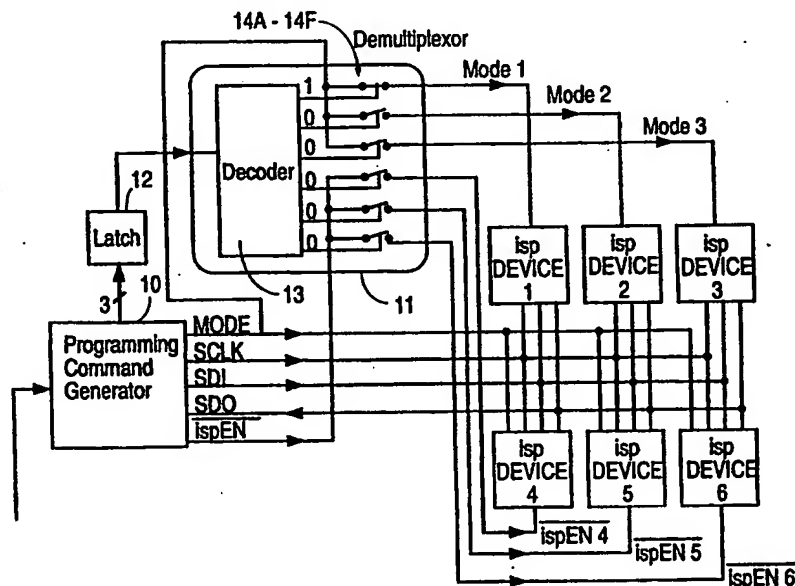 14A - 14F
Demultiplexor
Mode 1
Mode 2
Mode 3
1
0
0
0
0
0
Decoder
12
Latch
13
11
3
10
Programming
Command
Generator
MODE
SCLK
SDI
SDO
ispEN
isp
DEVICE
1
isp
DEVICE
2
isp
DEVICE
3
isp
DEVICE
4
isp
DEVICE
5
isp
DEVICE
6
ispEN 4
ispEN 5
ispEN 6